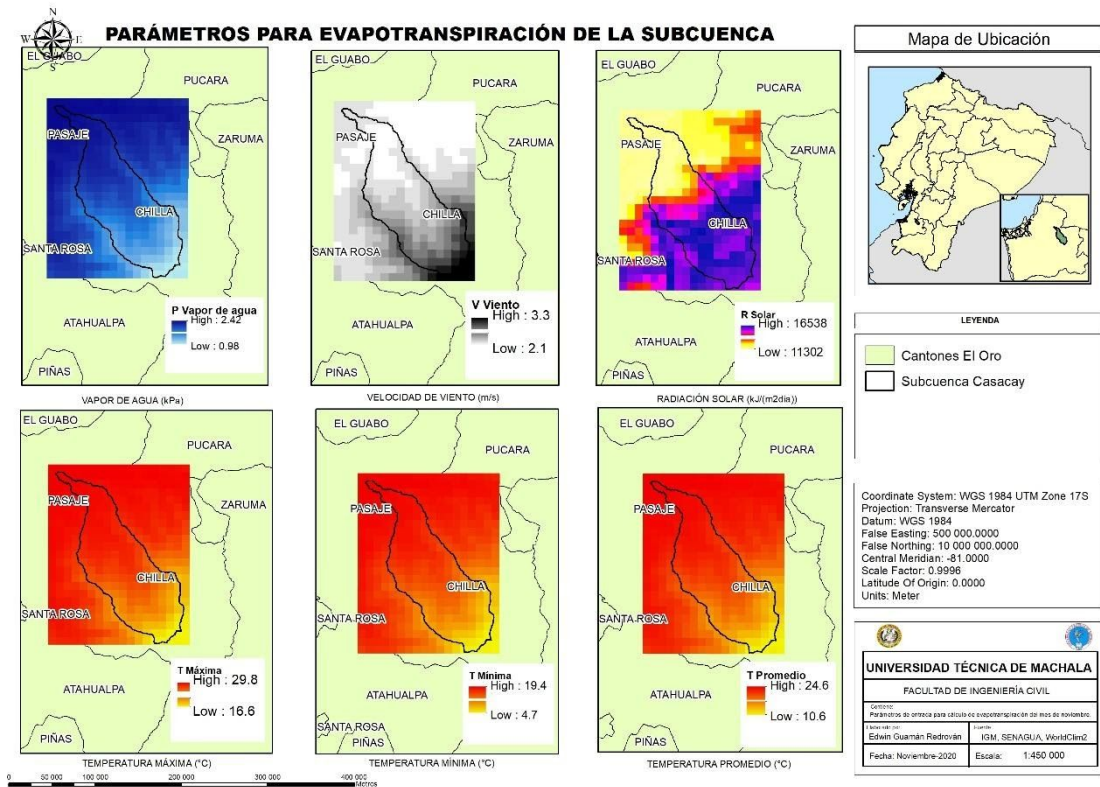 N
W E
S
PARÁMETROS PARA EVAPOTRANSPIRACIÓN DE LA SUBCUENCA
EL GUABO
PUCARA
ZARUMA
PASAJE
CHILLA
SANTA ROSA
ATAHUALPA
PIÑAS
P Vapor de agua
High : 2.42
Low : 0.98
VAPOR DE AGUA (kPa)
EL GUABO
PUCARA
ZARUMA
PASAJE
CHILLA
SANTA ROSA
ATAHUALPA
PIÑAS
V Viento
High : 3.3
Low : 2.1
VELOCIDAD DE VIENTO (m/s)
EL GUABO
PUCARA
ZARUMA
PASAJE
CHILLA
SANTA ROSA
ATAHUALPA
PIÑAS
R Solar
High : 16538
Low : 11302
RADIACIÓN SOLAR (kJ/(m2dia))
EL GUABO
PUCARA
ZARUMA
PASAJE
CHILLA
SANTA ROSA
ATAHUALPA
PIÑAS
T Máxima
High : 29.8
Low : 16.6
TEMPERATURA MÁXIMA (°C)
EL GUABO
PUCARA
ZARUMA
PASAJE
CHILLA
SANTA ROSA
ATAHUALPA
SANTA ROSA
PIÑAS
T Mínima
High : 19.4
Low : 4.7
TEMPERATURA MÍNIMA (°C)
EL GUABO
PUCARA
ZARUMA
PASAJE
CHILLA
SANTA ROSA
ATAHUALPA
PIÑAS
T Promedio
High : 24.6
Low : 10.6
TEMPERATURA PROMEDIO (°C)
0 50 000 100 000 200 000 300 000 400 000
Metros
Mapa de Ubicación
LEYENDA
Cantones El Oro
Subcuenca Casacay
Coordinate System: WGS 1984 UTM Zone 17S
Projection: Transverse Mercator
Datum: WGS 1984
False Easting: 500 000.0000
False Northing: 10 000 000.0000
Central Meridian: -81.0000
Scale Factor: 0.9996
Latitude Of Origin: 0.0000
Units: Meter
UNIVERSIDAD TÉCNICA DE MACHALA
FACULTAD DE INGENIERÍA CIVIL
Contiene:
Parámetros de entrada para cálculo de evapotranspiración del mes de noviembre.
Elaborado por:
Edwin Guamán Redrován
Fuente:
IGM, SENAGUA, WorldClim2
Fecha: Noviembre-2020
Escala: 1:450 000